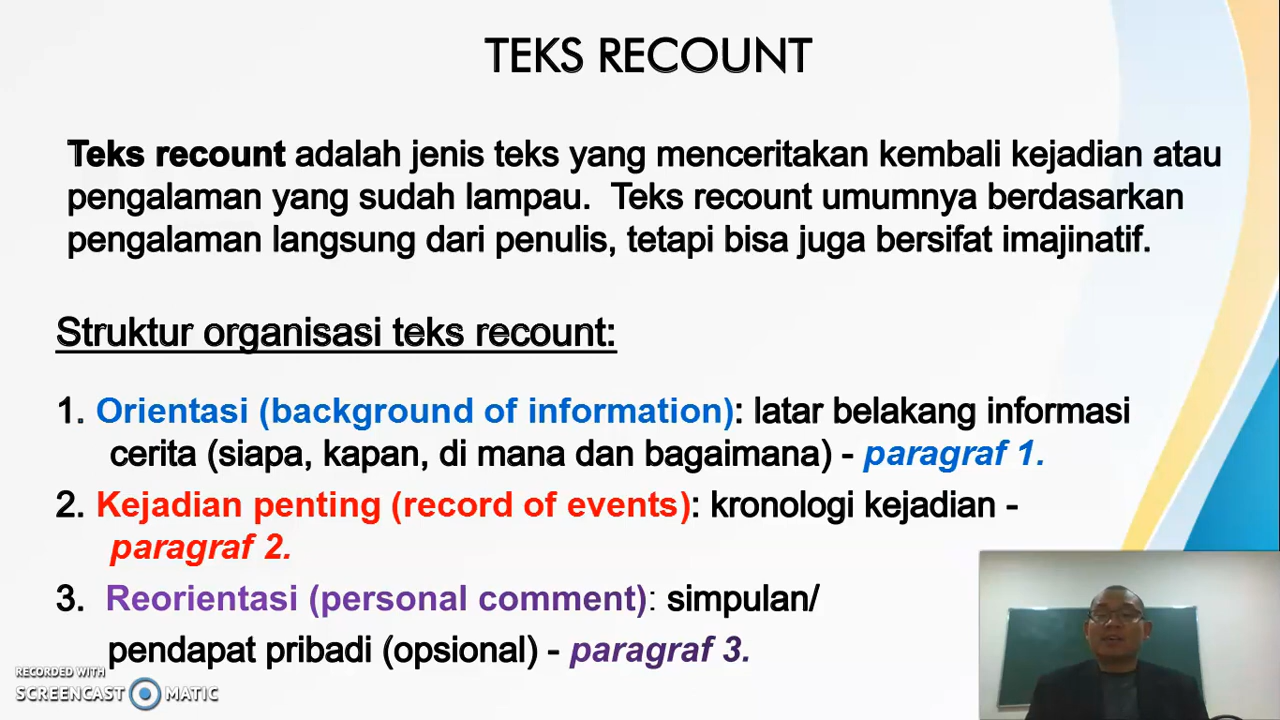 TEKS RECOUNT
Teks recount adalah jenis teks yang menceritakan kembali kejadian atau
pengalaman yang sudah lampau. Teks recount umumnya berdasarkan
pengalaman langsung dari penulis, tetapi bisa juga bersifat imajinatif.
Struktur organisasi teks recount:
1. Orientasi (background of information): latar belakang informasi
cerita (siapa, kapan, di mana dan bagaimana) - paragraf 1.
2. Kejadian penting (record of events): kronologi kejadian -
paragraf 2.
3. Reorientasi (personal comment): simpulan/
pendapat pribadi (opsional) - paragraf 3.
RECORDED WITH
SCREENCAST MATIC